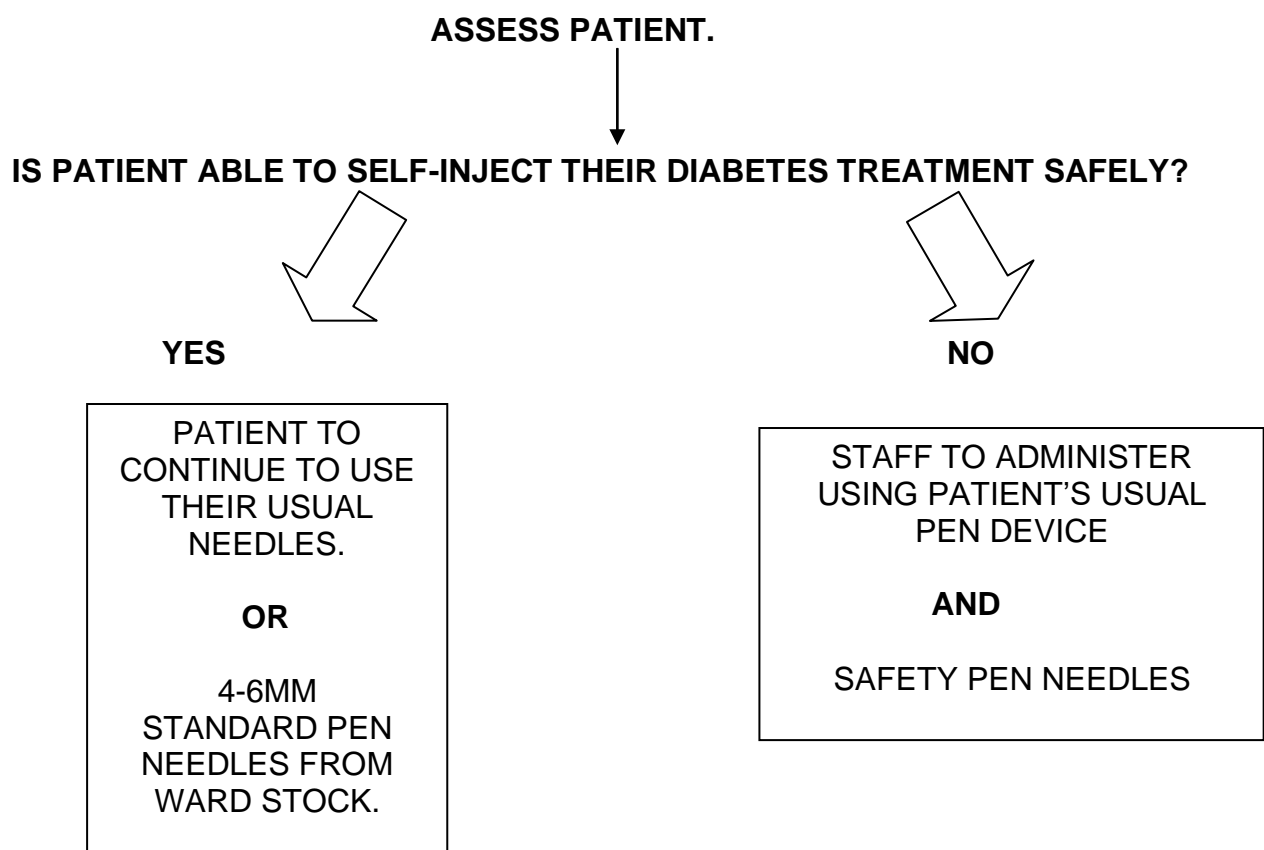 ASSESS PATIENT.
IS PATIENT ABLE TO SELF-INJECT THEIR DIABETES TREATMENT SAFELY?
YES
PATIENT TO
CONTINUE TO USE
THEIR USUAL
NEEDLES.
OR
4-6MM
STANDARD PEN
NEEDLES FROM
WARD STOCK.
NO
STAFF TO ADMINISTER
USING PATIENT'S USUAL
PEN DEVICE
AND
SAFETY PEN NEEDLES